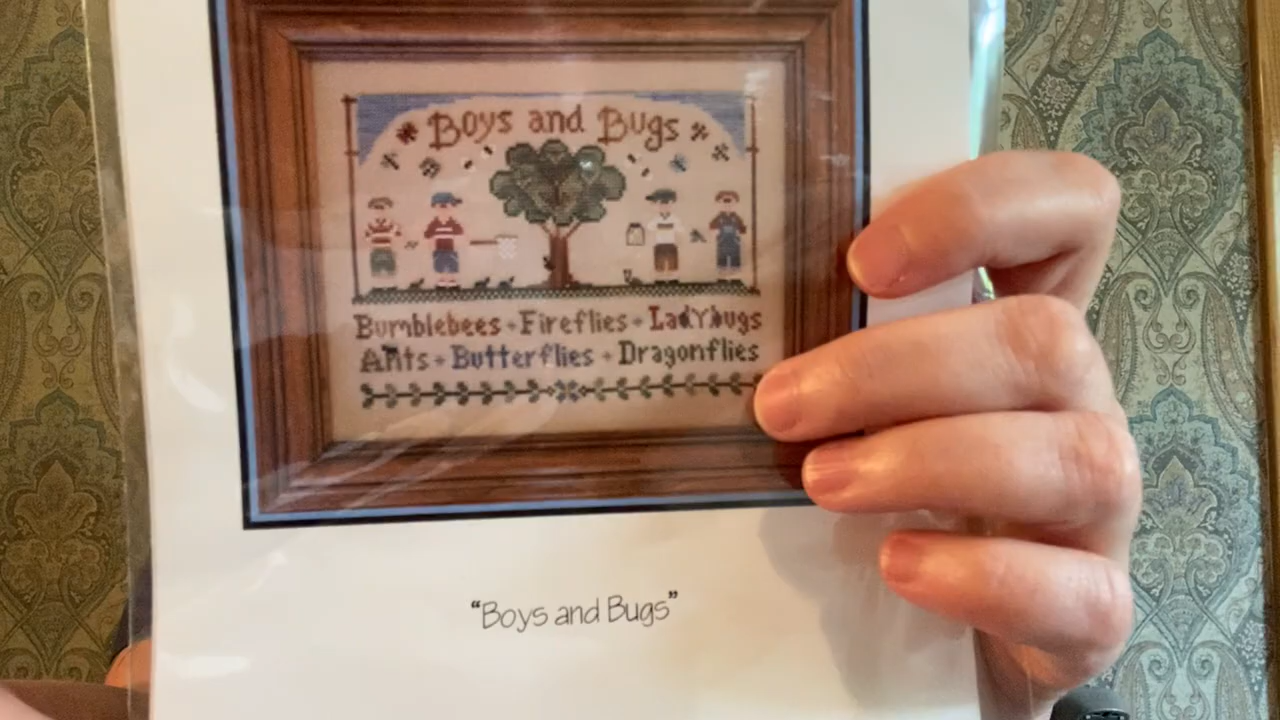 Boys and Bugs
Bumblebees + Fireflies + Ladybugs
Ants + Butterflies + Dragonflies
“Boys and Bugs”